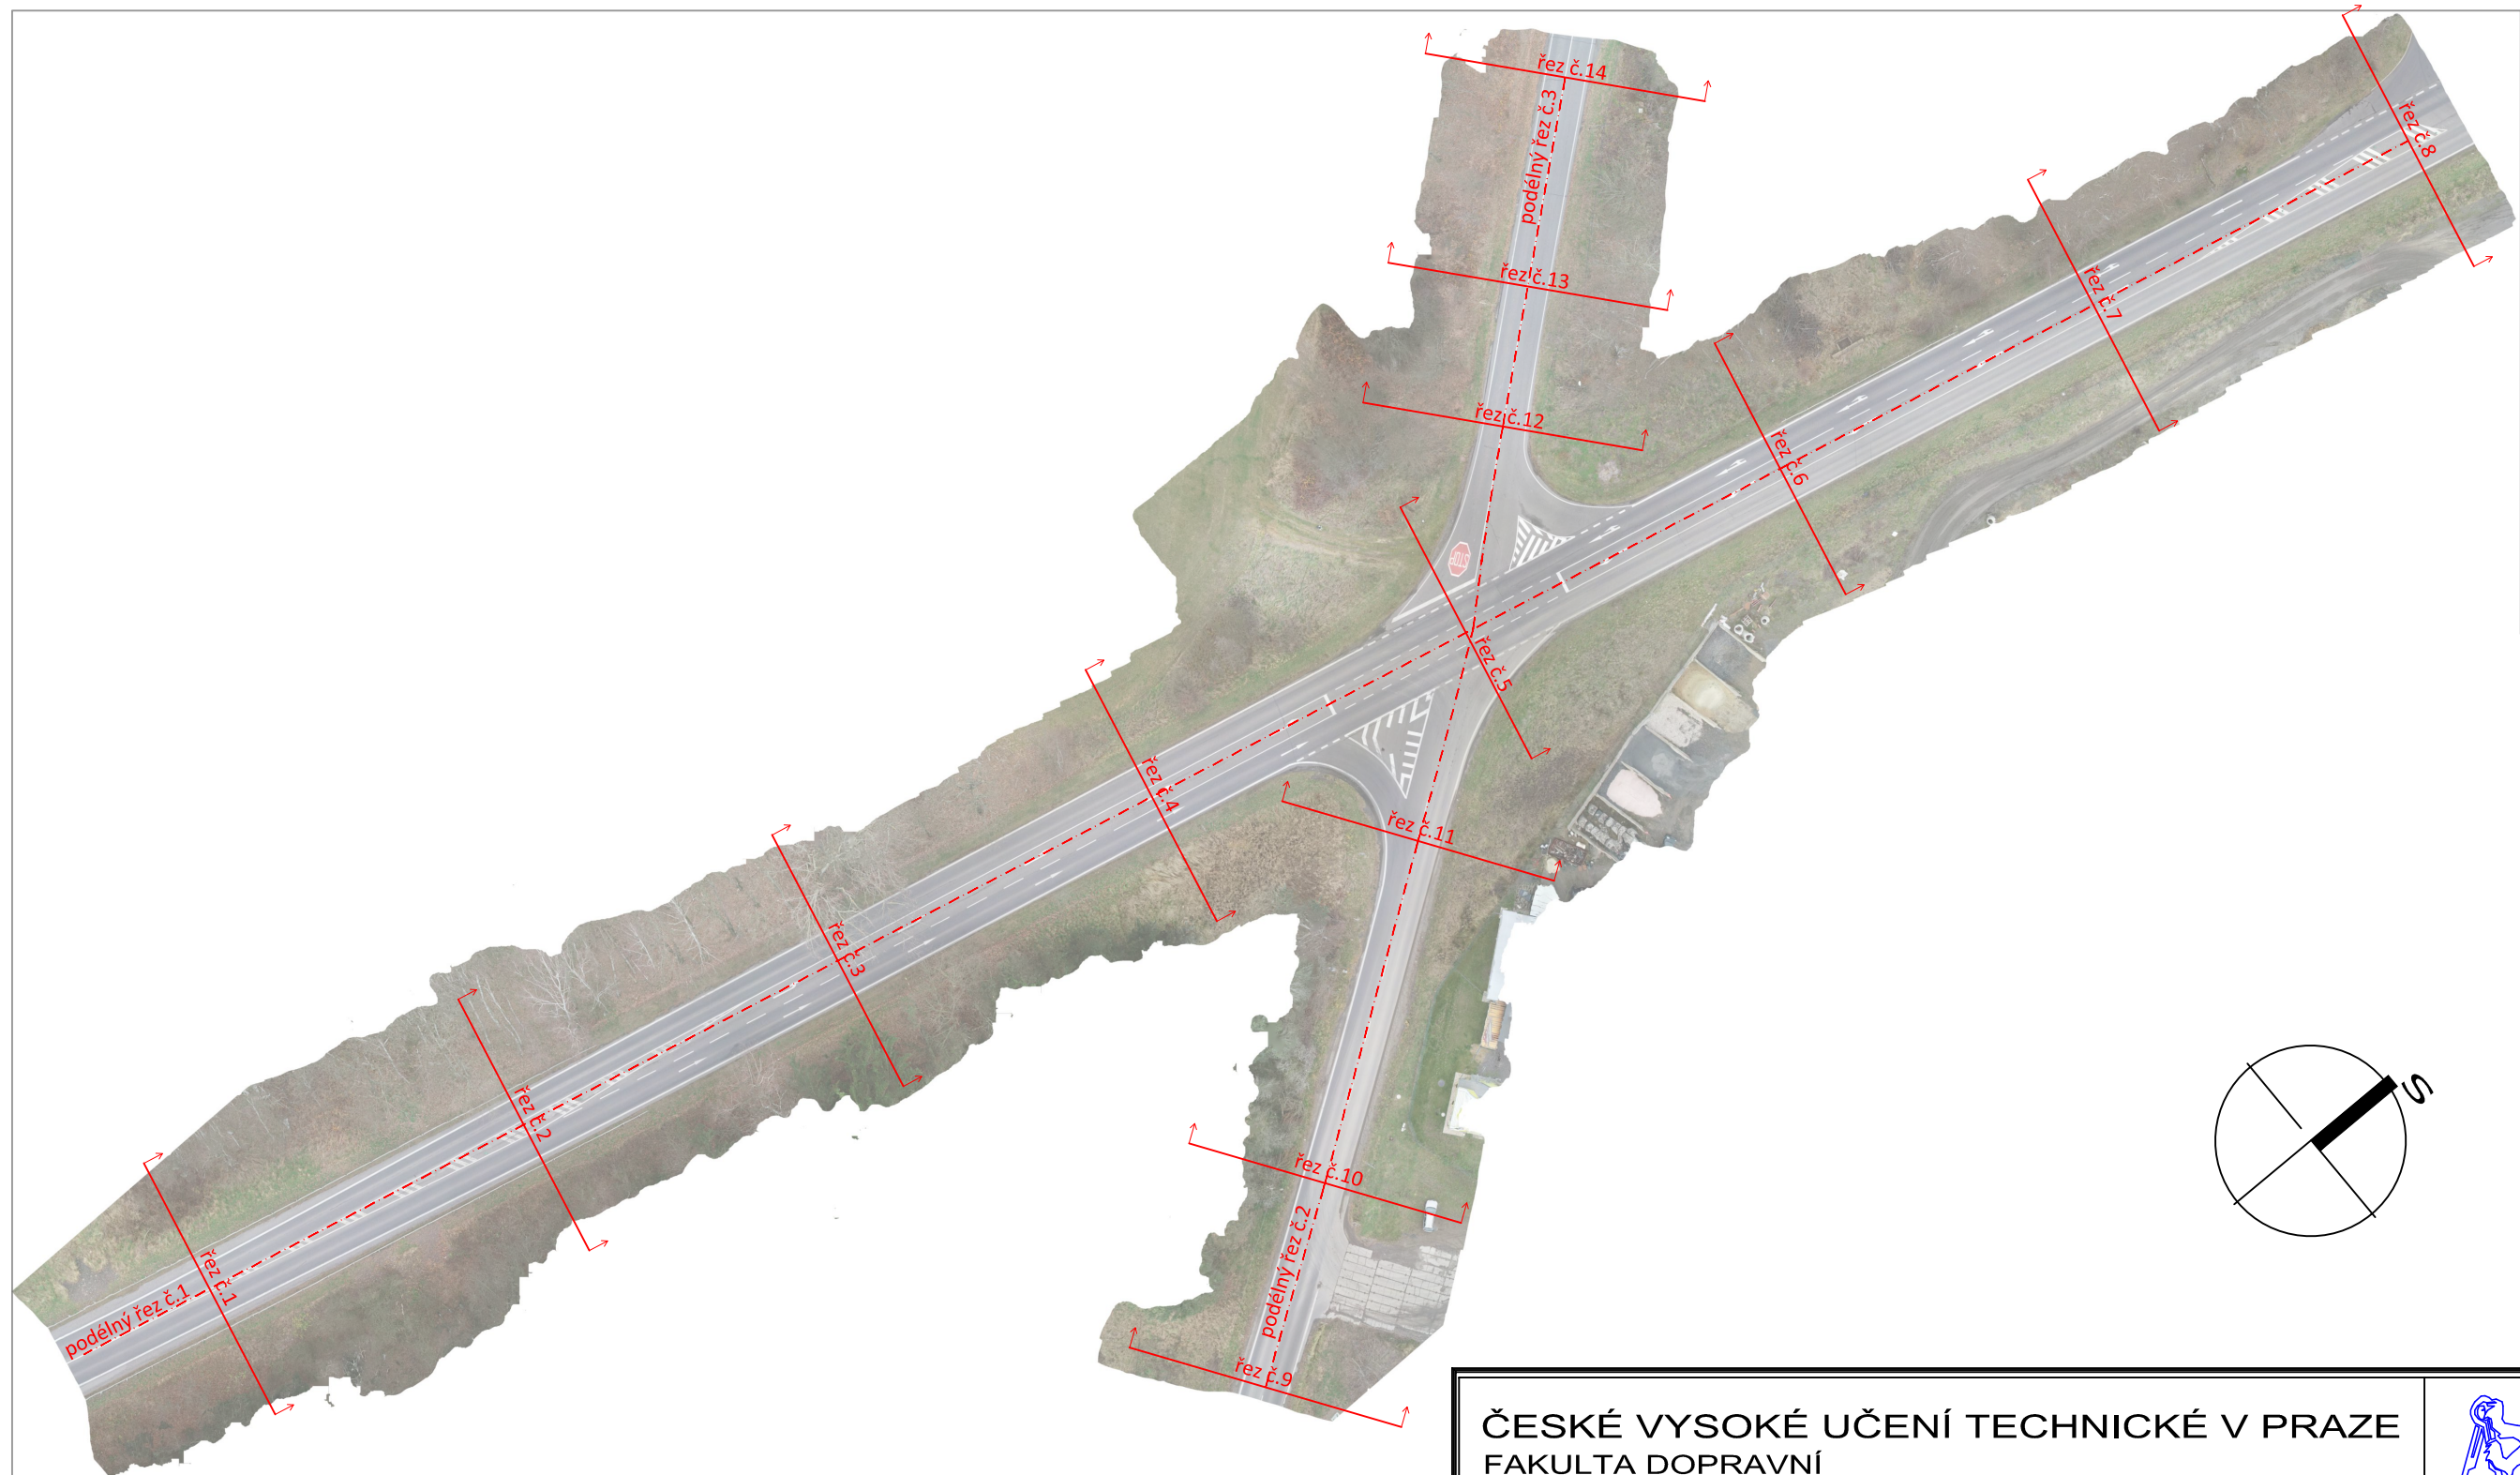 řez č.14
podélný řez č.3
řez č.8
řez č.13
řez č.7
řez č.12
řez č.6
STOP
řez č.5
řez č.4
řez č.11
řez č.3
řez č.2
řez č.10
řez č.1
podélný řez č.1
podélný řez č.2
řez č.9
S
ČESKÉ VYSOKÉ UČENÍ TECHNICKÉ V PRAZE
FAKULTA DOPRAVNÍ